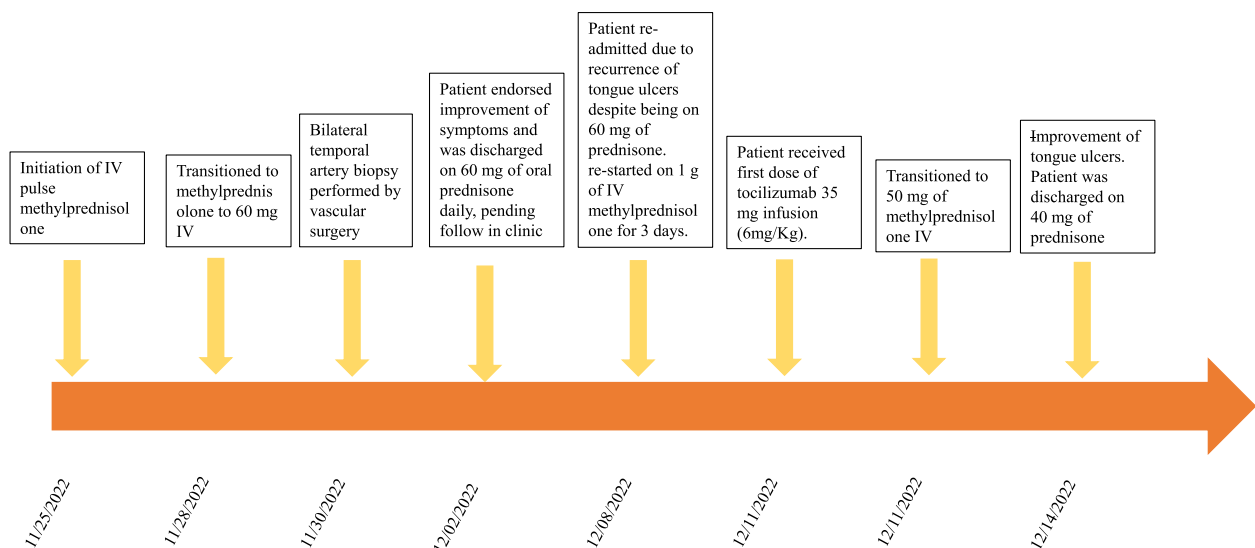 Initiation of IV
pulse
methylprednisol
one
Transitioned to
methylprednis
olone to 60 mg
IV
Bilateral
temporal
artery biopsy
performed by
vascular
surgery
Patient endorsed
improvement of
symptoms and
was discharged
on 60 mg of oral
prednisone
daily, pending
follow in clinic
Patient re-
admitted due to
recurrence of
tongue ulcers
despite being on
60 mg of
prednisone.
re-started on 1 g
of IV
methylprednisol
one for 3 days.
Patient received
first dose of
tocilizumab 35
mg infusion
(6mg/Kg).
Transitioned to
50 mg of
methylprednisol
one IV
Improvement of
tongue ulcers.
Patient was
discharged on
40 mg of
prednisone
11/25/2022
11/28/2022
11/30/2022
12/02/2022
12/08/2022
12/11/2022
12/11/2022
12/14/2022